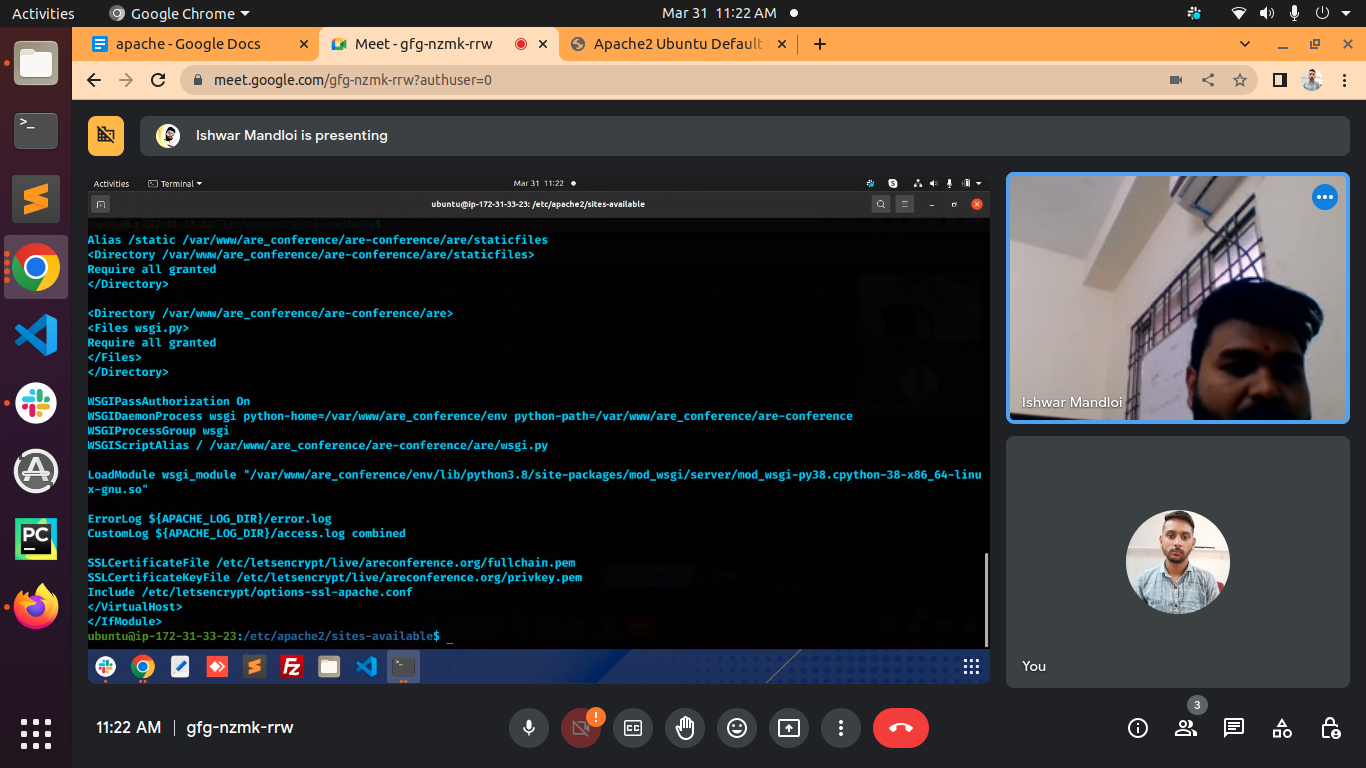 Activities
Google Chrome
Mar 31 11:22 AM
apache - Google Docs
Meet - gfg-nzmk-rrw
Apache2 Ubuntu Default
meet.google.com/gfg-nzmk-rrw?authuser=0
Ishwar Mandloi is presenting
Activities
Terminal
Mar 31 11:22
ubuntu@ip-172-31-33-23: /etc/apache2/sites-available
Alias /static /var/www/are_conference/are-conference/are/staticfiles
<Directory /var/www/are_conference/are-conference/are/staticfiles>
Require all granted
</Directory>
<Directory /var/www/are_conference/are-conference/are>
<Files wsgi.py>
Require all granted
</Files>
</Directory>
WSGIPassAuthorization On
WSGIDaemonProcess wsgi python-home=/var/www/are_conference/env python-path=/var/www/are_conference/are-conference
WSGIProcessGroup wsgi
WSGIScriptAlias / /var/www/are_conference/are-conference/are/wsgi.py
LoadModule wsgi_module "/var/www/are_conference/env/lib/python3.8/site-packages/mod_wsgi/server/mod_wsgi-py38.cpython-38-x86_64-linu
x-gnu.so"
ErrorLog ${APACHE_LOG_DIR}/error.log
CustomLog ${APACHE_LOG_DIR}/access.log combined
SSLCertificateFile /etc/letsencrypt/live/areconference.org/fullchain.pem
SSLCertificateKeyFile /etc/letsencrypt/live/areconference.org/privkey.pem
Include /etc/letsencrypt/options-ssl-apache.conf
</VirtualHost>
</IfModule>
ubuntu@ip-172-31-33-23:/etc/apache2/sites-available$ _
Ishwar Mandloi
You
11:22 AM | gfg-nzmk-rrw
3